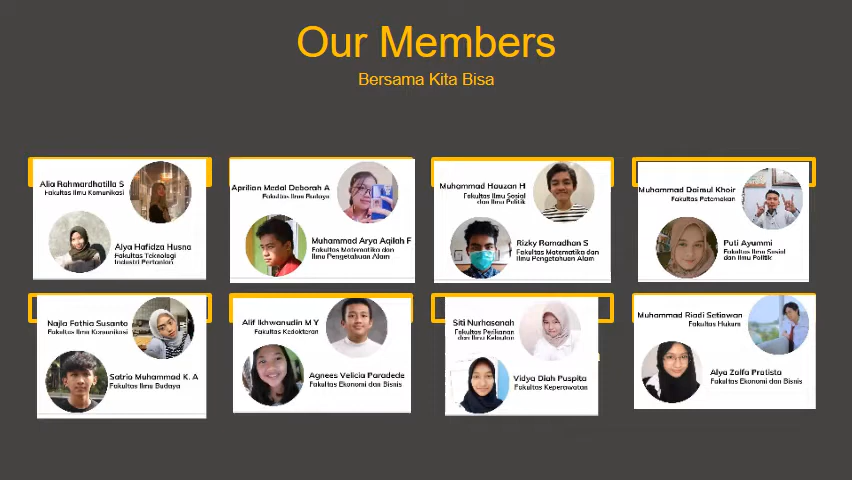 Our Members
Bersama Kita Bisa
Alia Rahmardhatilla S
Fakultas Ilmu Komunikasi
Alya Hafidza Husna
Fakultas Teknologi
Industri Pertanian
Aprilian Medal Deborah A
Fakultas Ilmu Budaya
Muhammad Arya Aqilah F
Fakultas Matematika dan
Ilmu Pengetahuan Alam
Muhammad Hauzan H
Fakultas Ilmu Sosial
dan Ilmu Politik
Rizky Ramadhan S
Fakultas Matematika dan
Ilmu Pengetahuan Alam
Muhammad Daimul Khoir
Fakultas Peternakan
Puti Ayummi
Fakultas Ilmu Sosial
dan Ilmu Politik
Najla Fathia Susanto
Fakultas Ilmu Komunikasi
Satrio Muhammad K. A
Fakultas Ilmu Budaya
Alif Ikhwanudin M Y
Fakultas Kedokteran
Agnees Velicia Paradede
Fakultas Ekonomi dan Bisnis
Siti Nurhasanah
Fakultas Perikanan
dan Ilmu Kelautan
Vidya Diah Puspita
Fakultas Keperawatan
Muhammad Riadi Setiawan
Fakultas Hukum
Alya Zalfa Pratista
Fakultas Ekonomi dan Bisnis